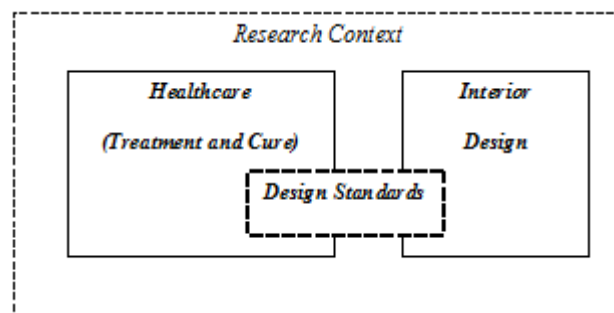 Research Context
Healthcare
(Treatment and Cure)
Interior
Design
Design Standards